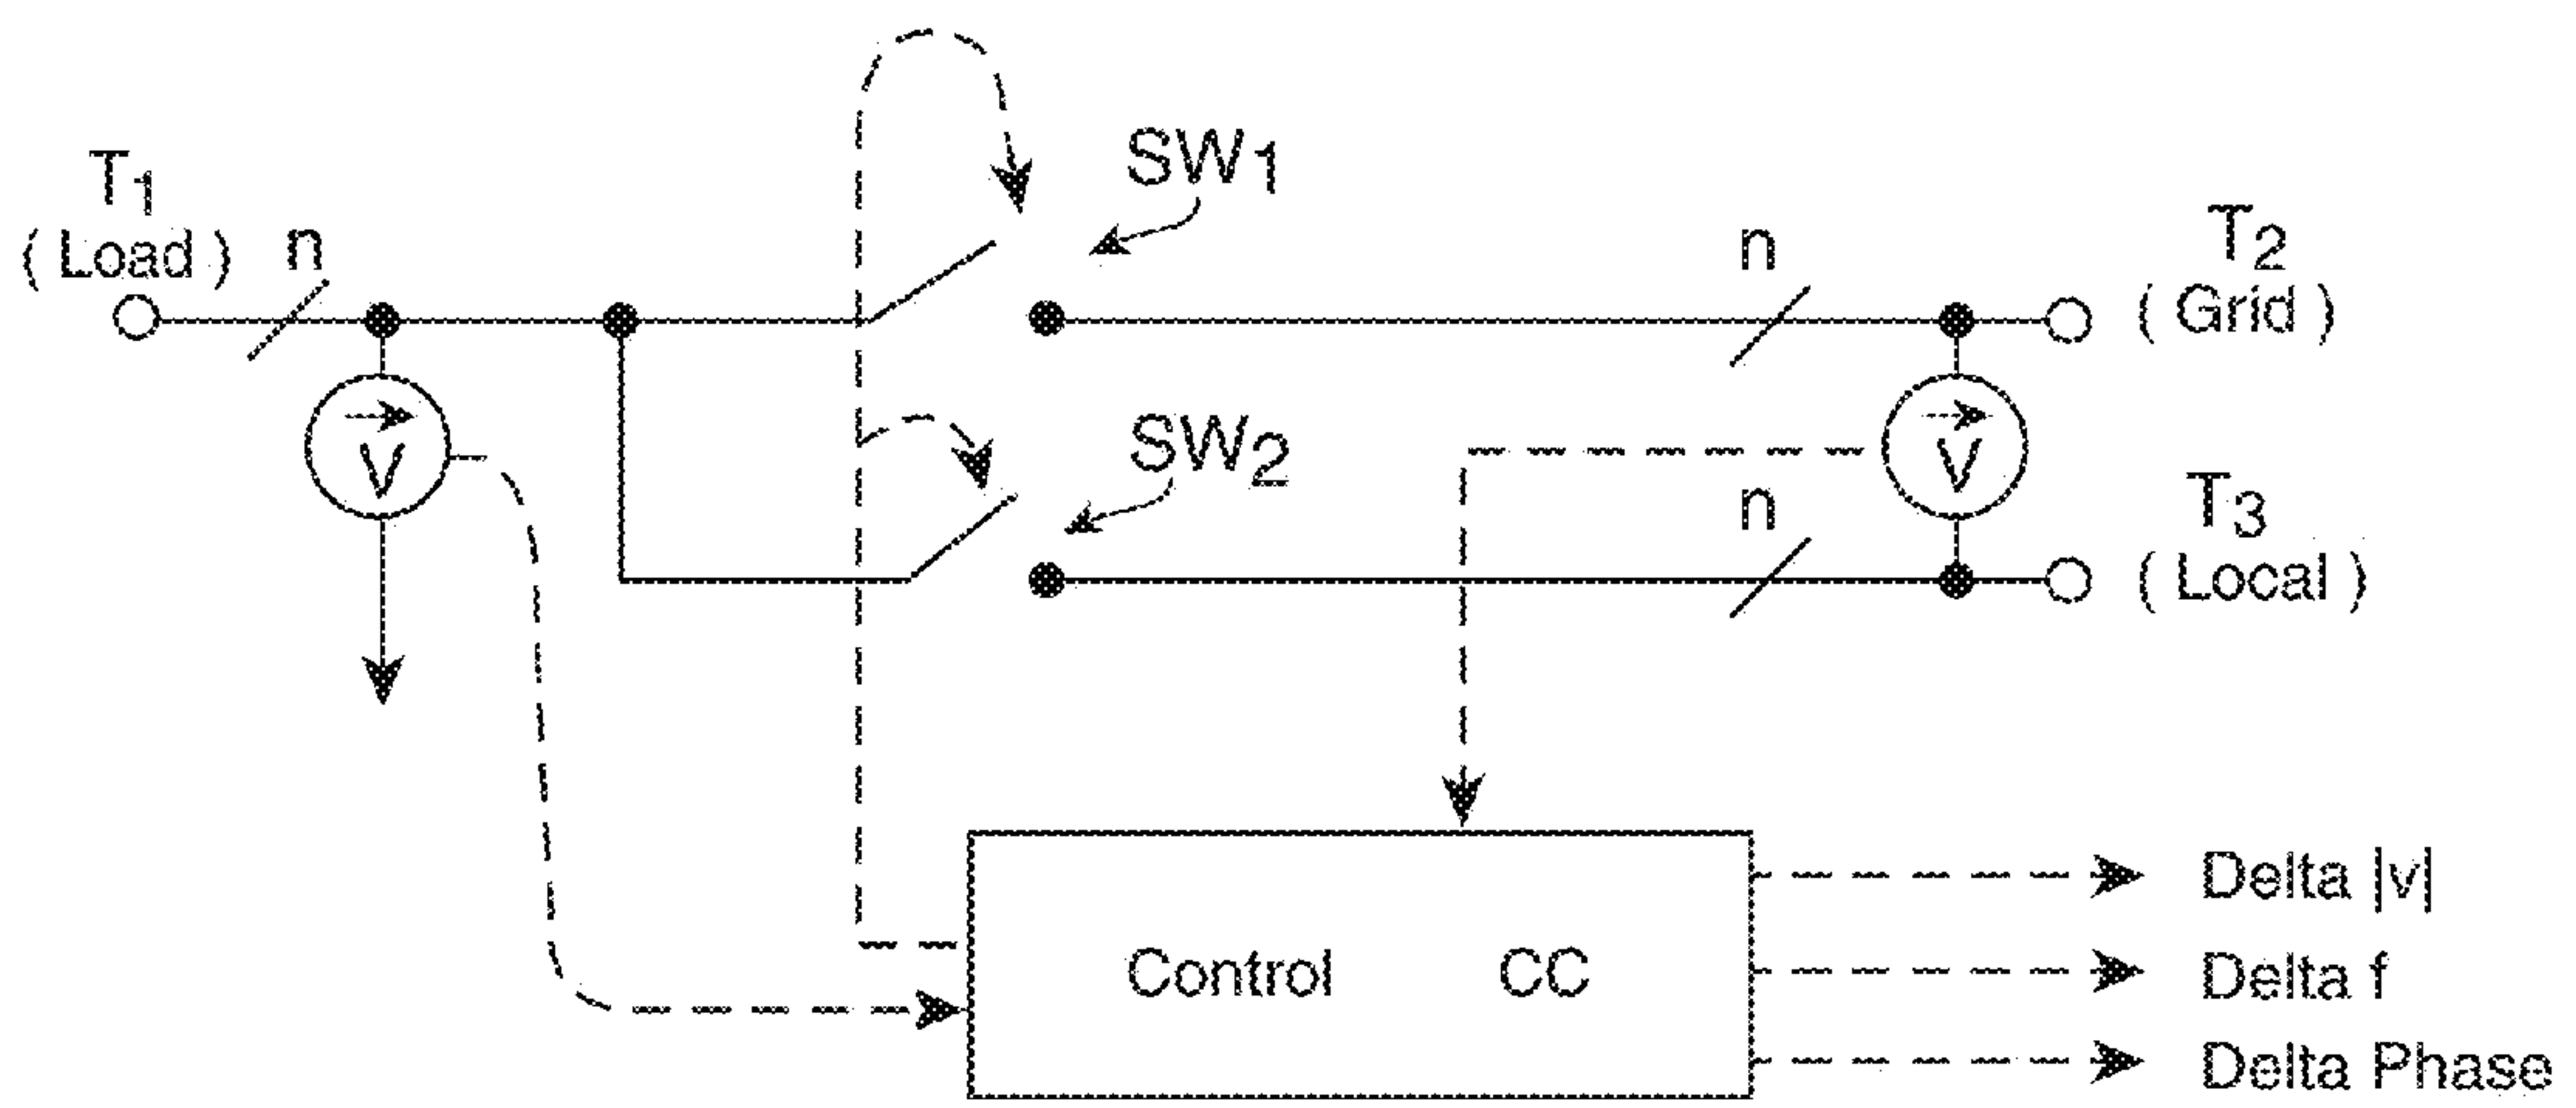 T1
( Load )
n
SW1
n
T2
( Grid )
V
SW2
V
n
T3
( Local )
Control CC
Delta |v|
Delta f
Delta Phase